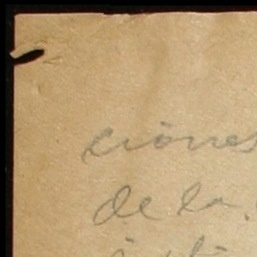 ciones
de la